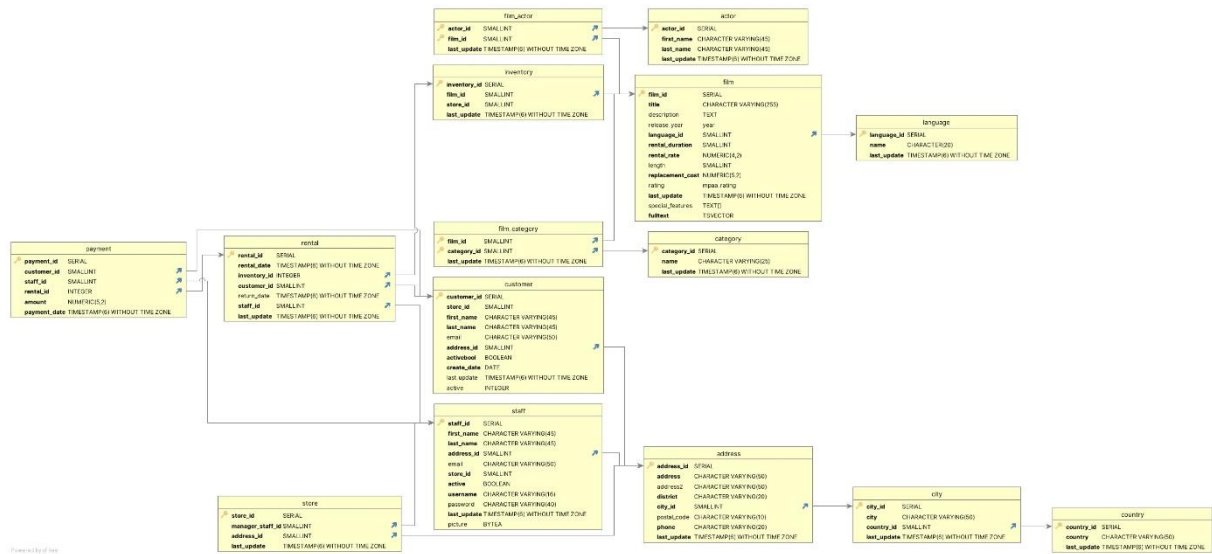 film_actor
actor_id SMALLINT
film_id SMALLINT
last_update TIMESTAMP(6) WITHOUT TIME ZONE
actor
actor_id SERIAL
first_name CHARACTER VARYING(45)
last_name CHARACTER VARYING(45)
last_update TIMESTAMP(6) WITHOUT TIME ZONE
inventory
inventory_id SERIAL
film_id SMALLINT
store_id SMALLINT
last_update TIMESTAMP(6) WITHOUT TIME ZONE
film
film_id SERIAL
title CHARACTER VARYING(255)
description TEXT
release_year year
language_id SMALLINT
rental_duration SMALLINT
rental_rate NUMERIC(4,2)
length SMALLINT
replacement_cost NUMERIC(5,2)
rating mpaa_rating
last_update TIMESTAMP(6) WITHOUT TIME ZONE
special_features TEXT[]
fulltext TSVECTOR
language
language_id SERIAL
name CHARACTER(20)
last_update TIMESTAMP(6) WITHOUT TIME ZONE
film_category
film_id SMALLINT
category_id SMALLINT
last_update TIMESTAMP(6) WITHOUT TIME ZONE
category
category_id SERIAL
name CHARACTER VARYING(25)
last_update TIMESTAMP(6) WITHOUT TIME ZONE
payment
payment_id SERIAL
customer_id SMALLINT
staff_id SMALLINT
rental_id INTEGER
amount NUMERIC(5,2)
payment_date TIMESTAMP(6) WITHOUT TIME ZONE
rental
rental_id SERIAL
rental_date TIMESTAMP(6) WITHOUT TIME ZONE
inventory_id INTEGER
customer_id SMALLINT
return_date TIMESTAMP(6) WITHOUT TIME ZONE
staff_id SMALLINT
last_update TIMESTAMP(6) WITHOUT TIME ZONE
customer
customer_id SERIAL
store_id SMALLINT
first_name CHARACTER VARYING(45)
last_name CHARACTER VARYING(45)
email CHARACTER VARYING(50)
address_id SMALLINT
activebool BOOLEAN
create_date DATE
last_update TIMESTAMP(6) WITHOUT TIME ZONE
active INTEGER
staff
staff_id SERIAL
first_name CHARACTER VARYING(45)
last_name CHARACTER VARYING(45)
address_id SMALLINT
email CHARACTER VARYING(50)
store_id SMALLINT
active BOOLEAN
username CHARACTER VARYING(16)
password CHARACTER VARYING(40)
last_update TIMESTAMP(6) WITHOUT TIME ZONE
picture BYTEA
store
store_id SERIAL
manager_staff_id SMALLINT
address_id SMALLINT
last_update TIMESTAMP(6) WITHOUT TIME ZONE
address
address_id SERIAL
address CHARACTER VARYING(50)
address2 CHARACTER VARYING(50)
district CHARACTER VARYING(20)
city_id SMALLINT
postal_code CHARACTER VARYING(10)
phone CHARACTER VARYING(20)
last_update TIMESTAMP(6) WITHOUT TIME ZONE
city
city_id SERIAL
city CHARACTER VARYING(50)
country_id SMALLINT
last_update TIMESTAMP(6) WITHOUT TIME ZONE
country
country_id SERIAL
country CHARACTER VARYING(50)
last_update TIMESTAMP(6) WITHOUT TIME ZONE
Powered by yFiles